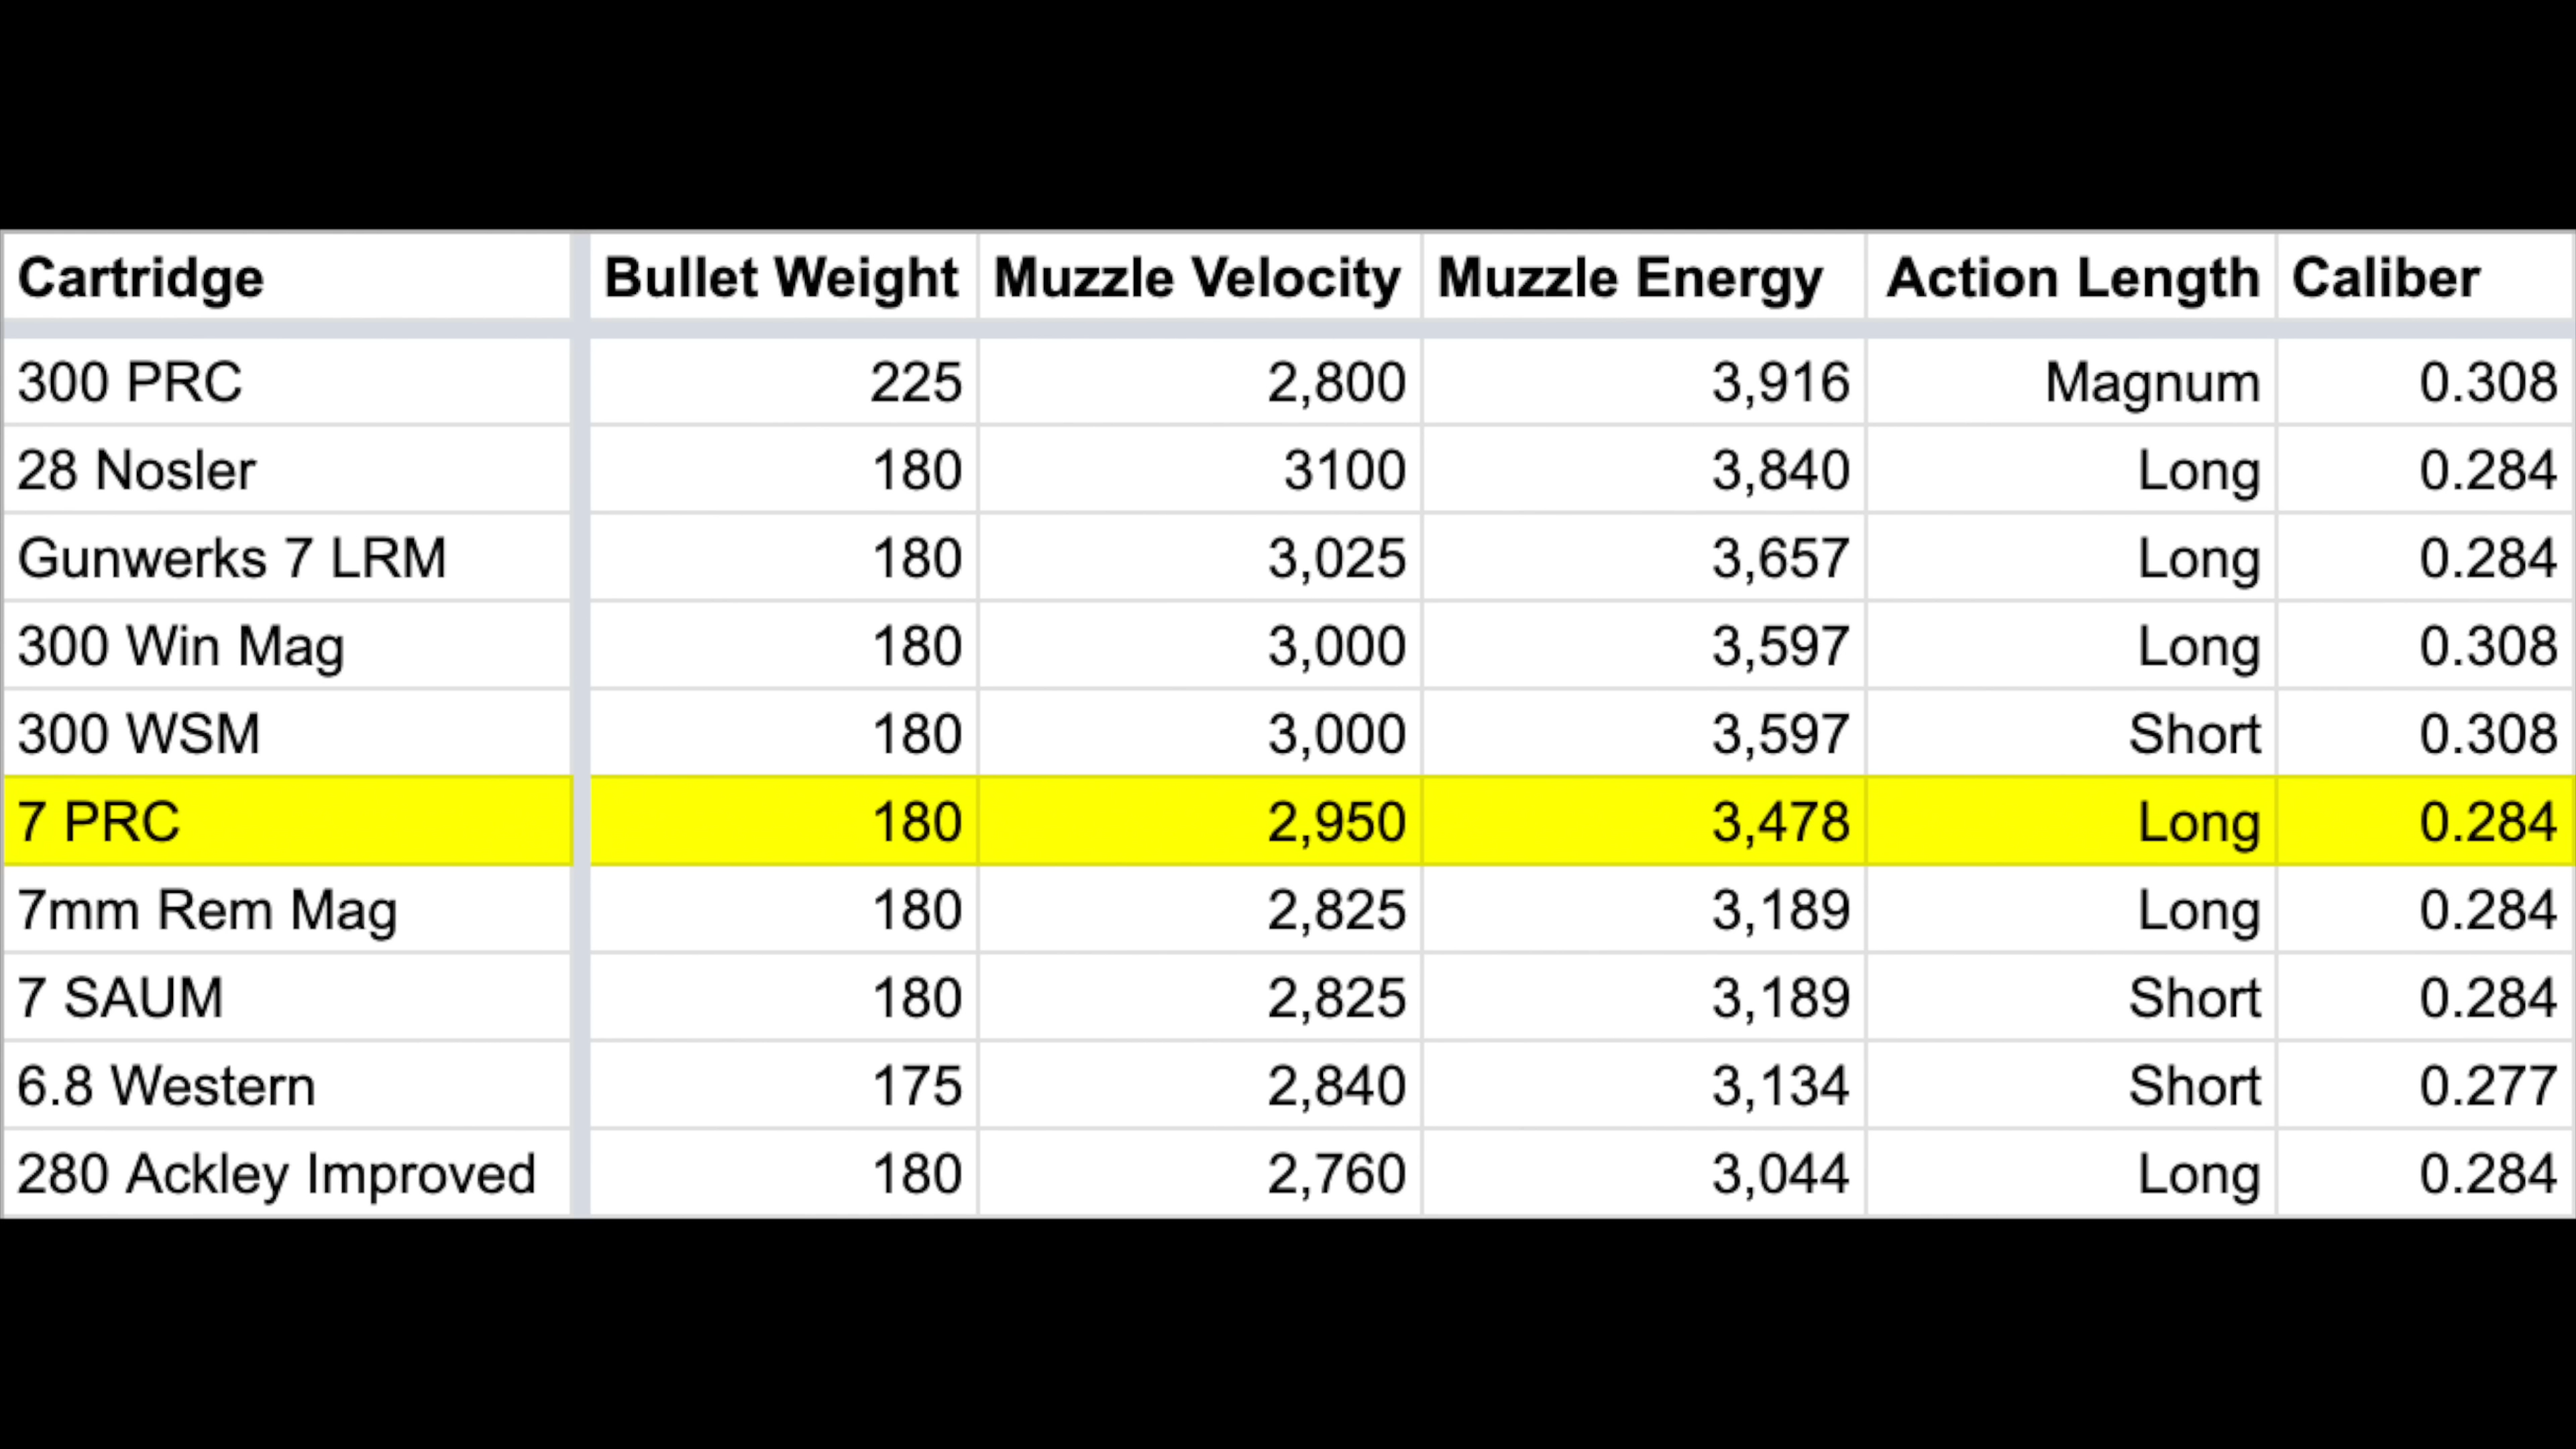 Cartridge Bullet Weight Muzzle Velocity Muzzle Energy Action Length Caliber
300 PRC 225 2,800 3,916 Magnum 0.308
28 Nosler 180 3100 3,840 Long 0.284
Gunwerks 7 LRM 180 3,025 3,657 Long 0.284
300 Win Mag 180 3,000 3,597 Long 0.308
300 WSM 180 3,000 3,597 Short 0.308
7 PRC 180 2,950 3,478 Long 0.284
7mm Rem Mag 180 2,825 3,189 Long 0.284
7 SAUM 180 2,825 3,189 Short 0.284
6.8 Western 175 2,840 3,134 Short 0.277
280 Ackley Improved 180 2,760 3,044 Long 0.284